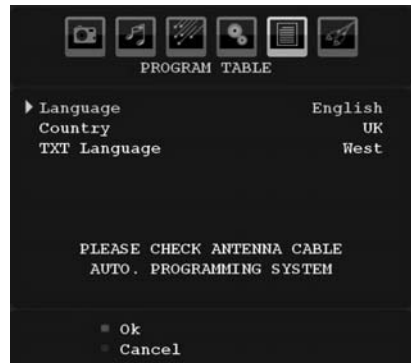 PROGRAM TABLE
Language English
Country UK
TXT Language West
PLEASE CHECK ANTENNA CABLE
AUTO. PROGRAMMING SYSTEM
Ok
Cancel